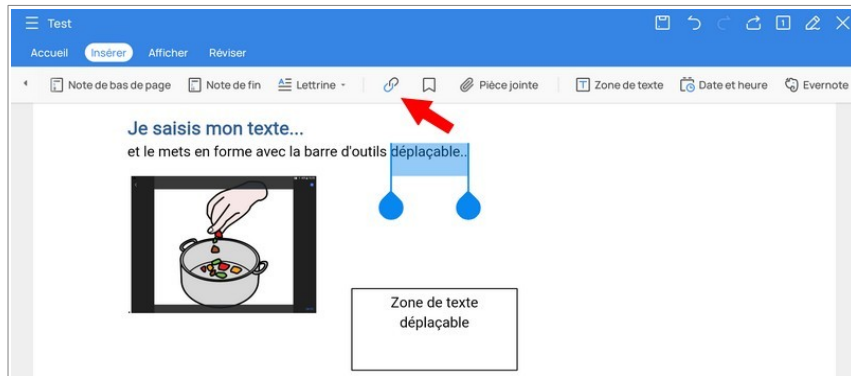 Test
Accueil Insérer Afficher Réviser
Note de bas de page Note de fin Lettrine Pièce jointe Zone de texte Date et heure Evernote
Je saisis mon texte...
et le mets en forme avec la barre d'outils déplaçable..
Zone de texte
déplaçable